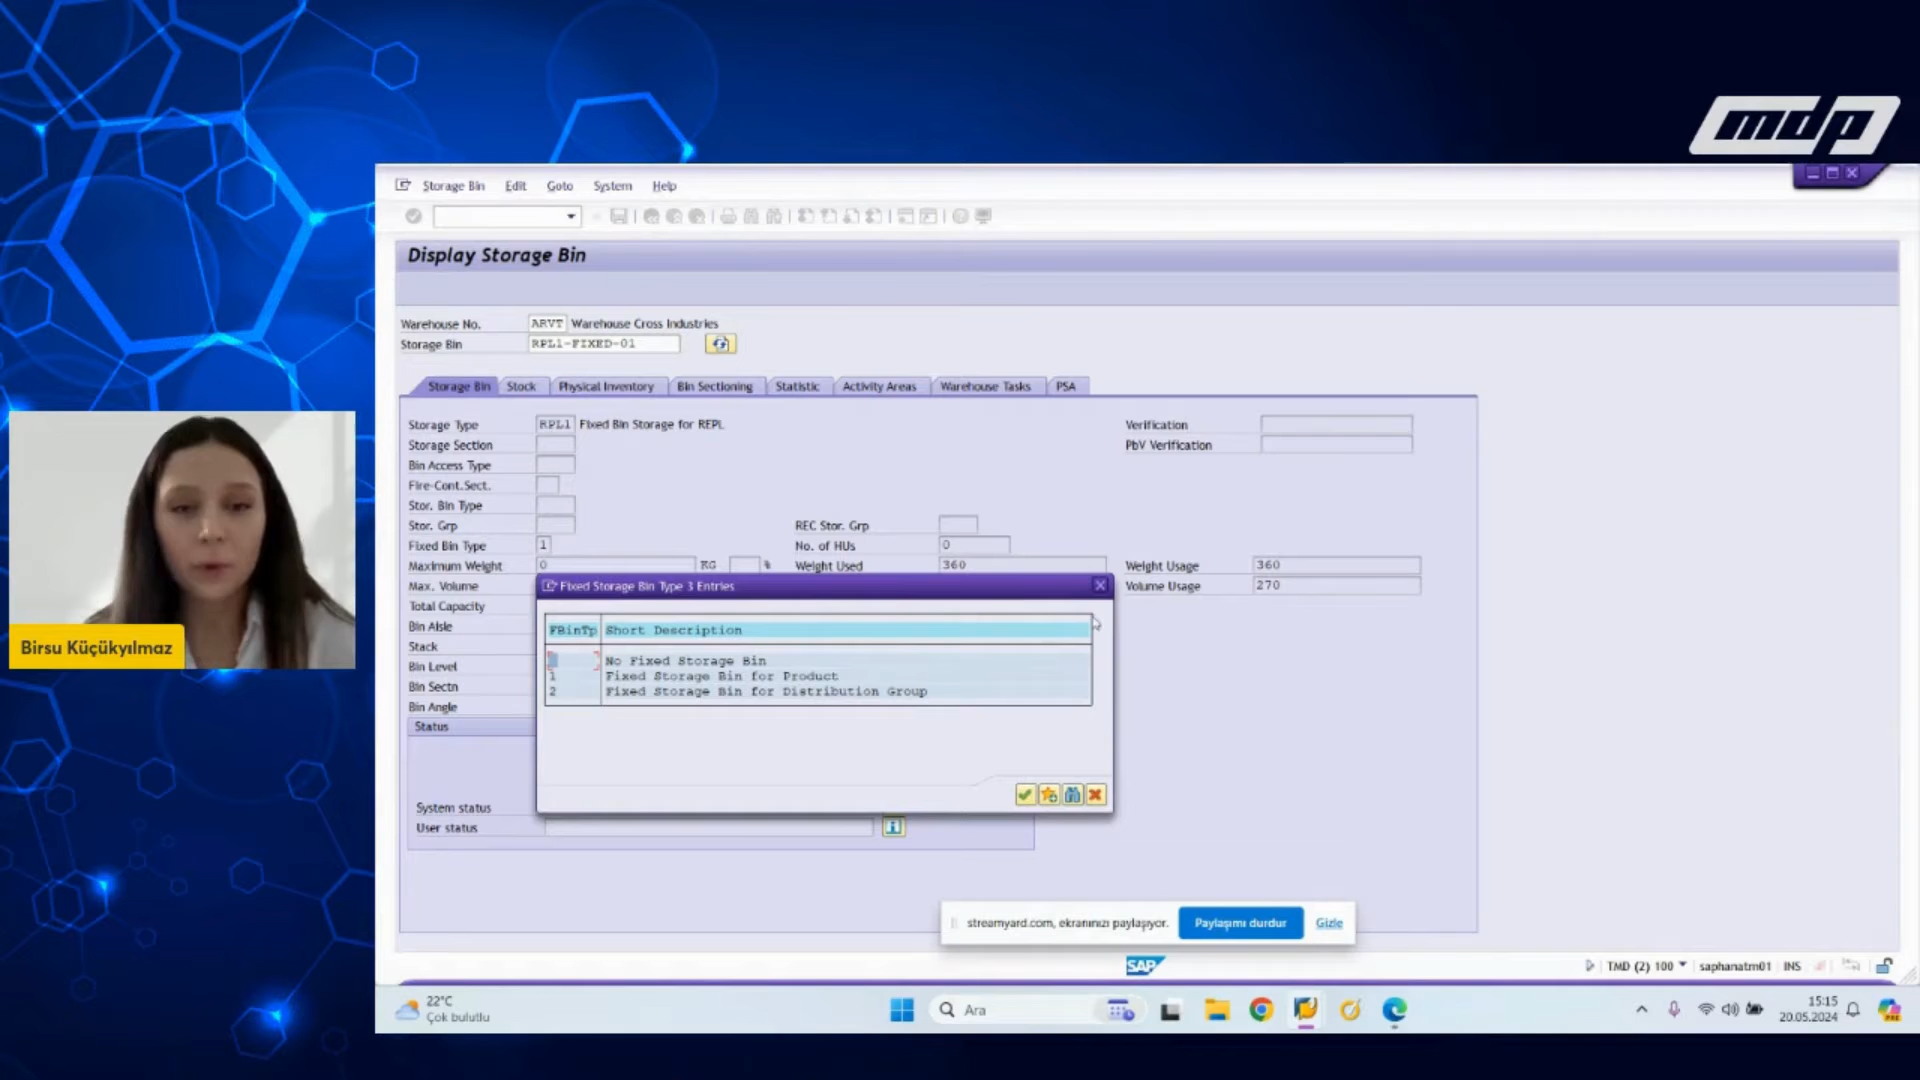 mdp
Storage Bin Edit Goto System Help
Display Storage Bin
Warehouse No. ARVT Warehouse Cross Industries
Storage Bin RPL1-FIXED-01
Storage Bin Stock Physical Inventory Bin Sectioning Statistic Activity Areas Warehouse Tasks PSA
Storage Type RPL1 Fixed Bin Storage for REPL Verification
Storage Section PbV Verification
Bin Access Type
Fire-Cont.Sect.
Stor. Bin Type
Stor. Grp REC Stor. Grp
Fixed Bin Type 1 No. of HUs 0
Maximum Weight 0 KG % Weight Used 360 Weight Usage 360
Max. Volume Volume Usage 270
Total Capacity
Bin Aisle
Stack
Bin Level
Bin Sectn
Bin Angle
Status
System status
User status
Fixed Storage Bin Type 3 Entries
FBinTp Short Description
No Fixed Storage Bin
1 Fixed Storage Bin for Product
2 Fixed Storage Bin for Distribution Group
Birsu Küçükyılmaz
streamyard.com, ekranınızı paylaşıyor. Paylaşımı durdur Gizle
SAP TMD (2) 100 saphanatm01 INS
22°C
Çok bulutlu
Ara
15:15
20.05.2024